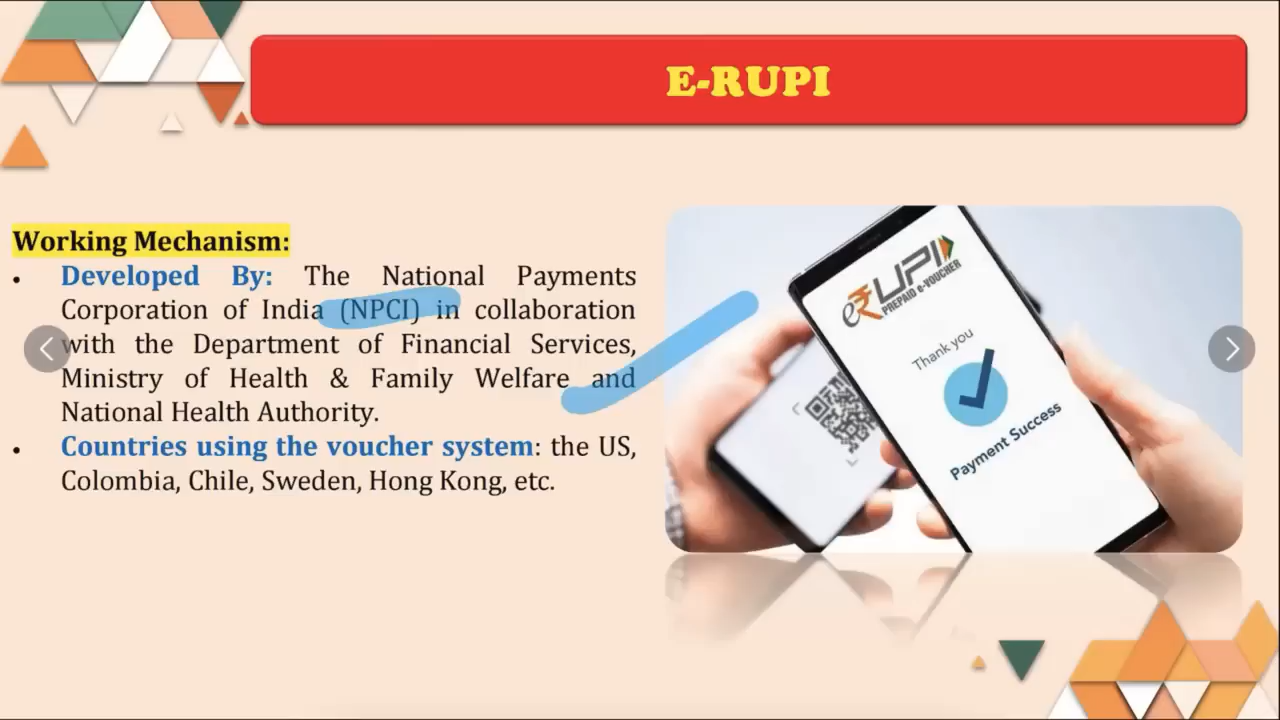 E-RUPI
Working Mechanism:
• Developed By: The National Payments
Corporation of India (NPCI) in collaboration
with the Department of Financial Services,
Ministry of Health & Family Welfare and
National Health Authority.
• Countries using the voucher system: the US,
Colombia, Chile, Sweden, Hong Kong, etc.
e₹UPI
PREPAID e-VOUCHER
Thank you
Payment Success